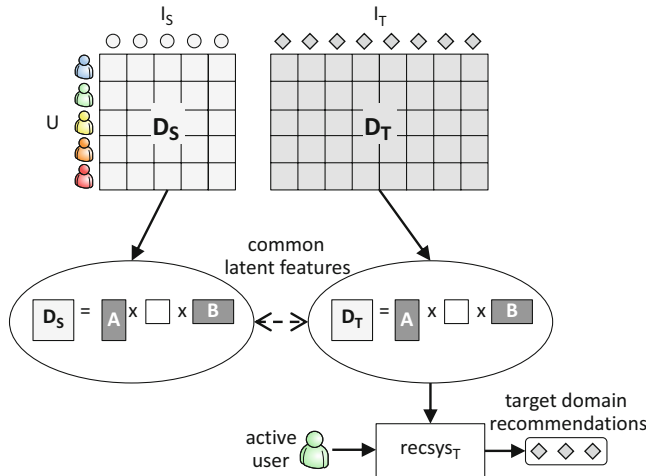 I_S I_T
U
D_S D_T
common
latent features
D_S = A x x B
D_T = A x x B
target domain
recommendations
active
user
recsys_T